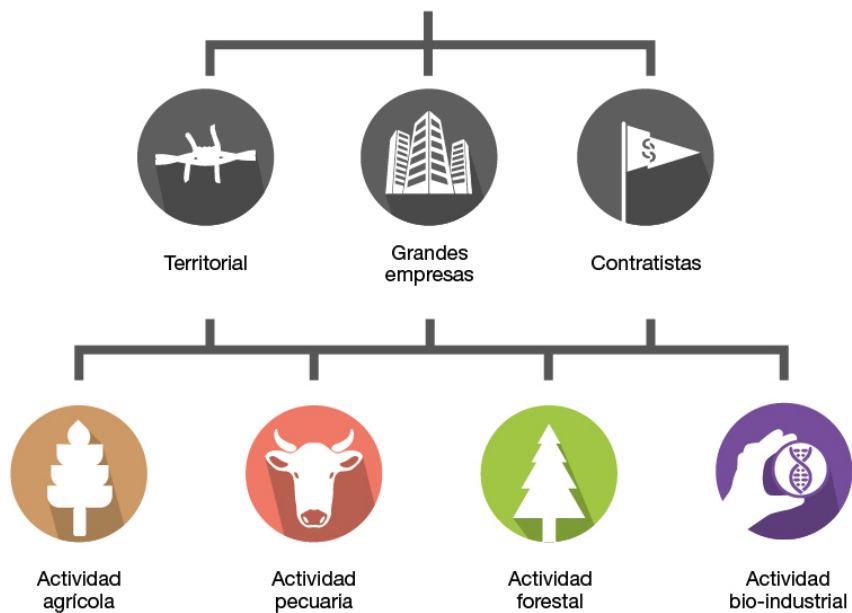 Territorial
Grandes
empresas
Contratistas
Actividad
agrícola
Actividad
pecuaria
Actividad
forestal
Actividad
bio-industrial